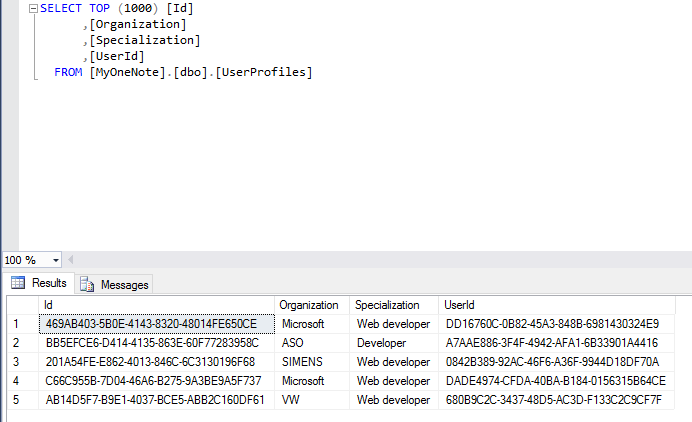 SELECT TOP (1000) [Id]
,[Organization]
,[Specialization]
,[UserId]
FROM [MyOneNote].[dbo].[UserProfiles]
100 %
Results Messages
Id Organization Specialization UserId
1 469AB403-5B0E-4143-8320-48014FE650CE Microsoft Web developer DD16760C-0B82-45A3-848B-6981430324E9
2 BB5EFCE6-D414-4135-863E-60F77283958C ASO Developer A7AAE886-3F4F-4942-AFA1-6B33901A4416
3 201A54FE-E862-4013-846C-6C3130196F68 SIMENS Web developer 0842B389-92AC-46F6-A36F-9944D18DF70A
4 C66C955B-7D04-46A6-B275-9A3BE9A5F737 Microsoft Web developer DADE4974-CFDA-40BA-B184-0156315B64CE
5 AB14D5F7-B9E1-4037-BCE5-ABB2C160DF61 VW Web developer 680B9C2C-3437-48D5-AC3D-F133C2C9CF7F